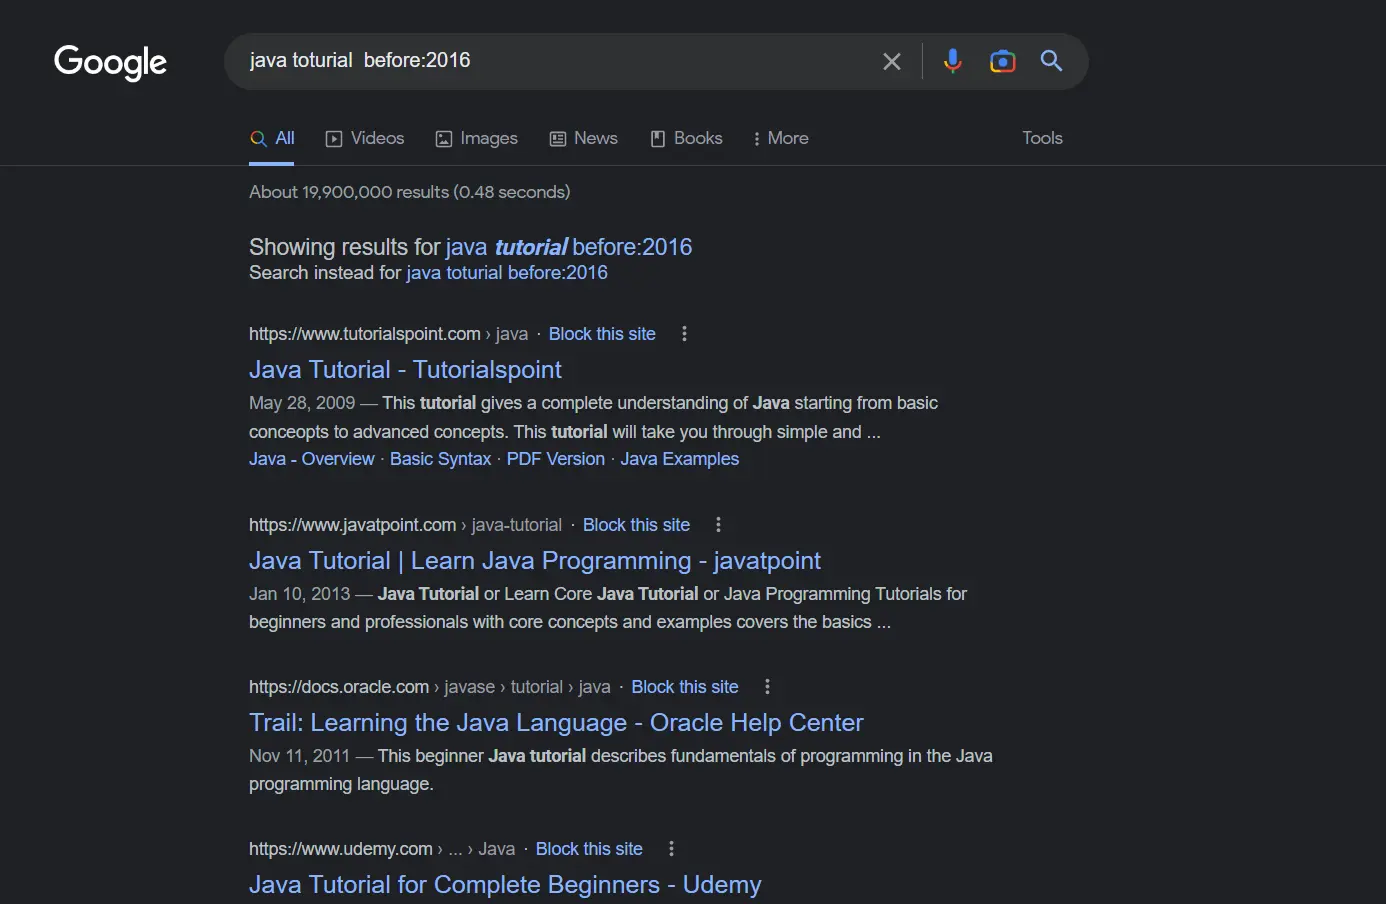 Google
java toturial  before:2016
All Videos Images News Books More Tools
About 19,900,000 results (0.48 seconds)
Showing results for java tutorial before:2016
Search instead for java toturial before:2016
https://www.tutorialspoint.com › java · Block this site
Java Tutorial - Tutorialspoint
May 28, 2009 — This tutorial gives a complete understanding of Java starting from basic
conceopts to advanced concepts. This tutorial will take you through simple and ...
Java - Overview · Basic Syntax · PDF Version · Java Examples
https://www.javatpoint.com › java-tutorial · Block this site
Java Tutorial | Learn Java Programming - javatpoint
Jan 10, 2013 — Java Tutorial or Learn Core Java Tutorial or Java Programming Tutorials for
beginners and professionals with core concepts and examples covers the basics ...
https://docs.oracle.com › javase › tutorial › java · Block this site
Trail: Learning the Java Language - Oracle Help Center
Nov 11, 2011 — This beginner Java tutorial describes fundamentals of programming in the Java
programming language.
https://www.udemy.com › ... › Java · Block this site
Java Tutorial for Complete Beginners - Udemy